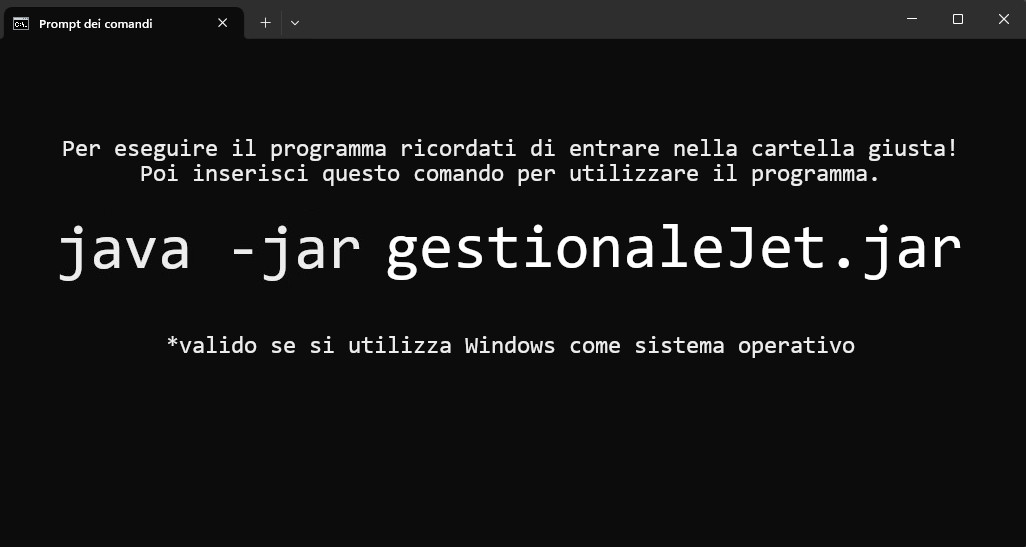 Prompt dei comandi
Per eseguire il programma ricordati di entrare nella cartella giusta!
Poi inserisci questo comando per utilizzare il programma.
java -jar gestionaleJet.jar
*valido se si utilizza Windows come sistema operativo